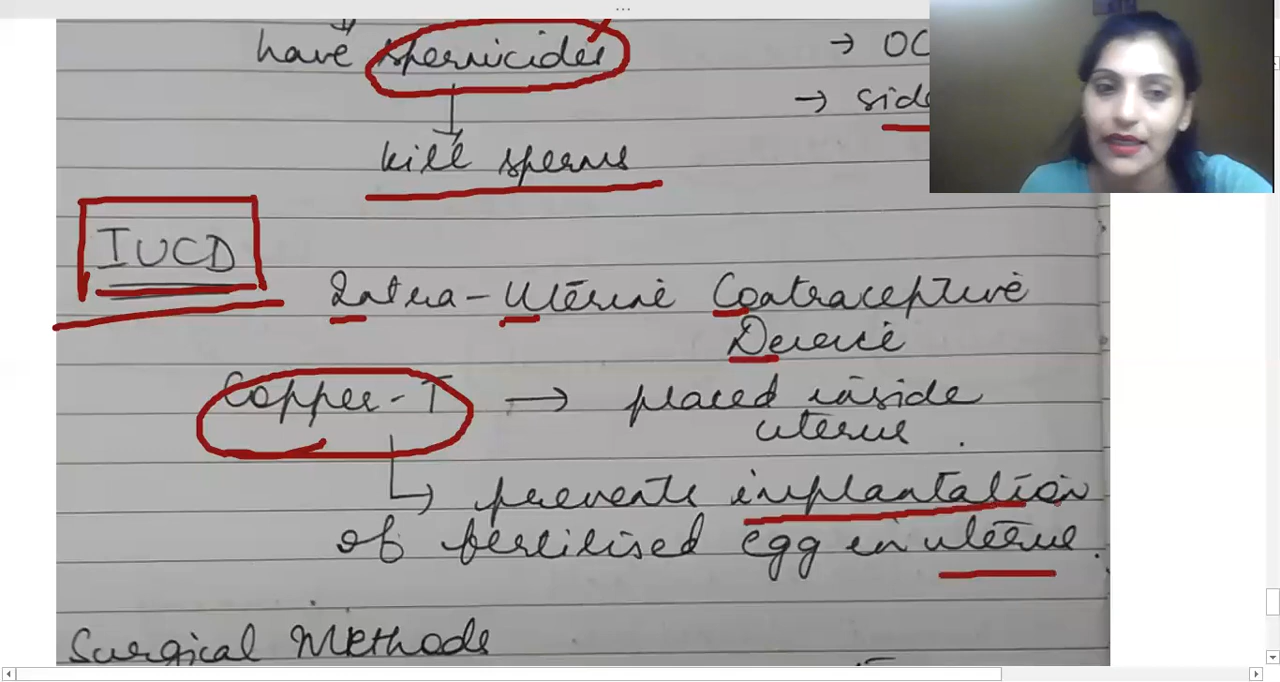 have spermicides
→ OC
→ side
kill sperms
IUCD
Intra-Uterine Contraceptive
Device
Copper-T → placed inside
uterus.
→ prevents implantation
of fertilised egg in uterus.
Surgical Methods